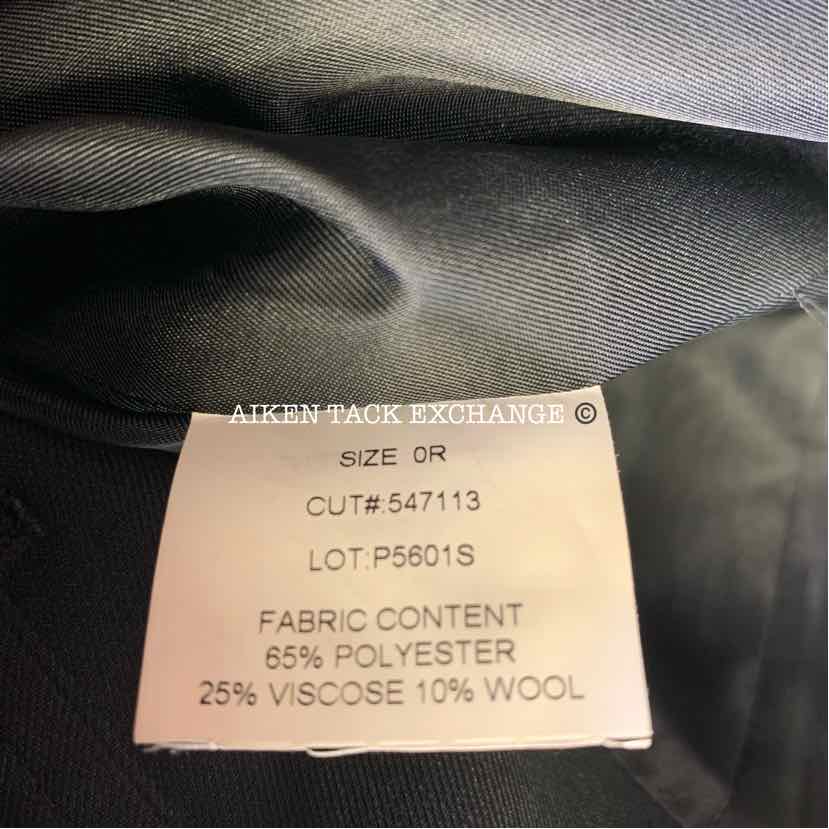 AIKEN TACK EXCHANGE ©
SIZE 0R
CUT#:547113
LOT:P5601S
FABRIC CONTENT
65% POLYESTER
25% VISCOSE 10% WOOL